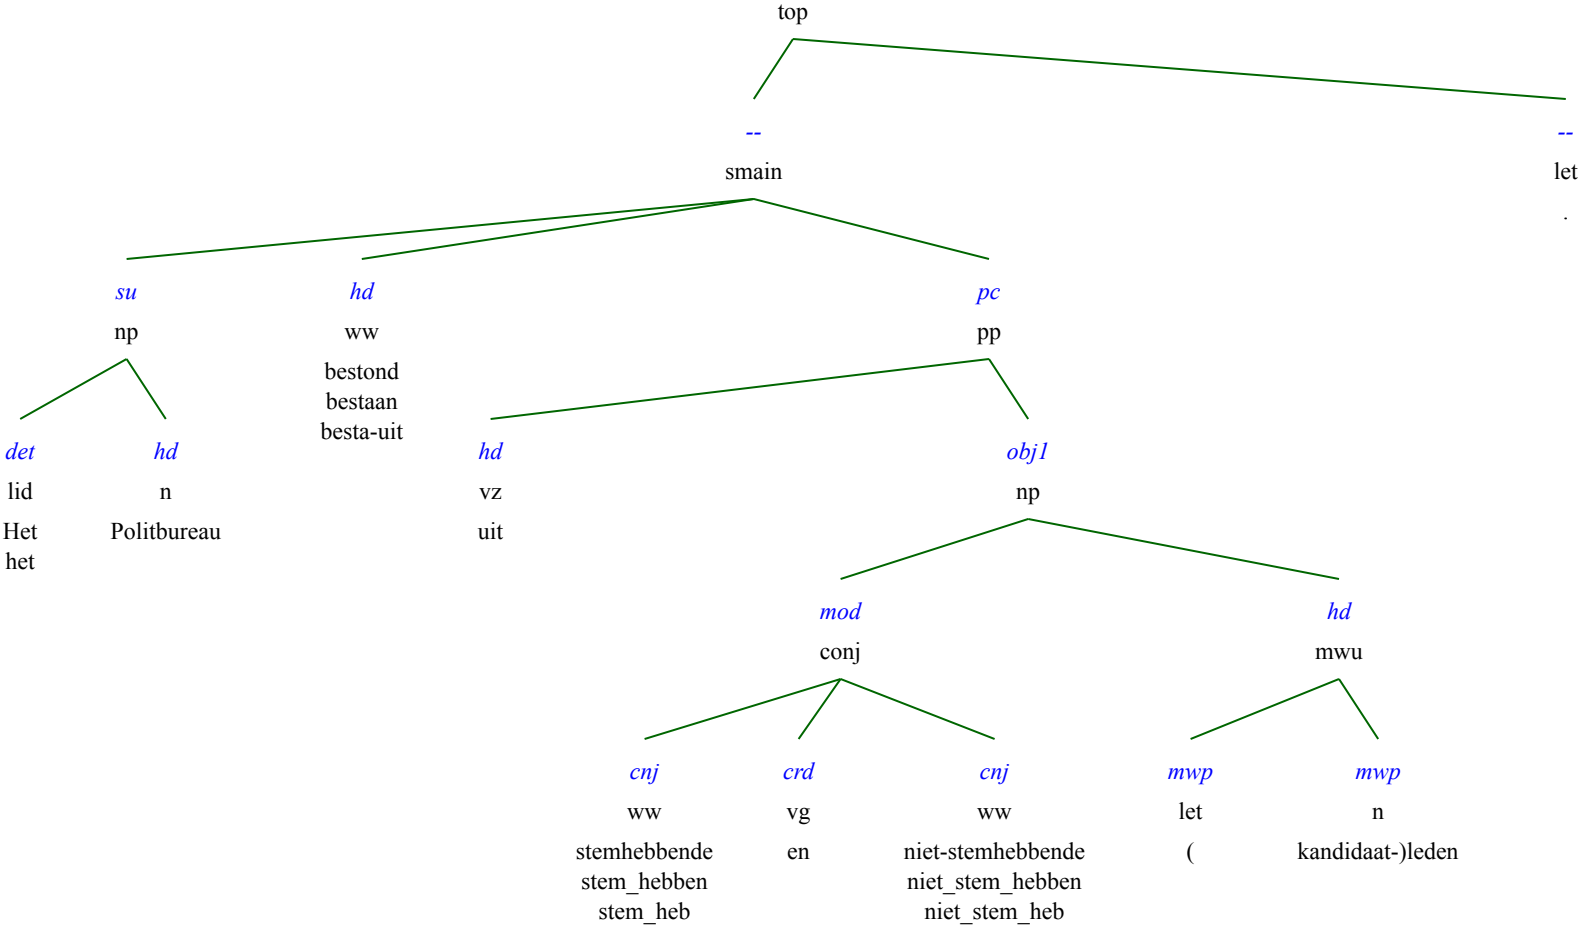 top
-- --
smain let
.
su hd pc
np ww pp
bestond
bestaan
besta-uit
det hd hd obj1
lid n vz np
Het Politbureau uit
het
mod hd
conj mwu
cnj crd cnj mwp mwp
ww vg ww let n
stemhebbende en niet-stemhebbende ( kandidaat-)leden
stem_hebben niet_stem_hebben
stem_heb niet_stem_heb